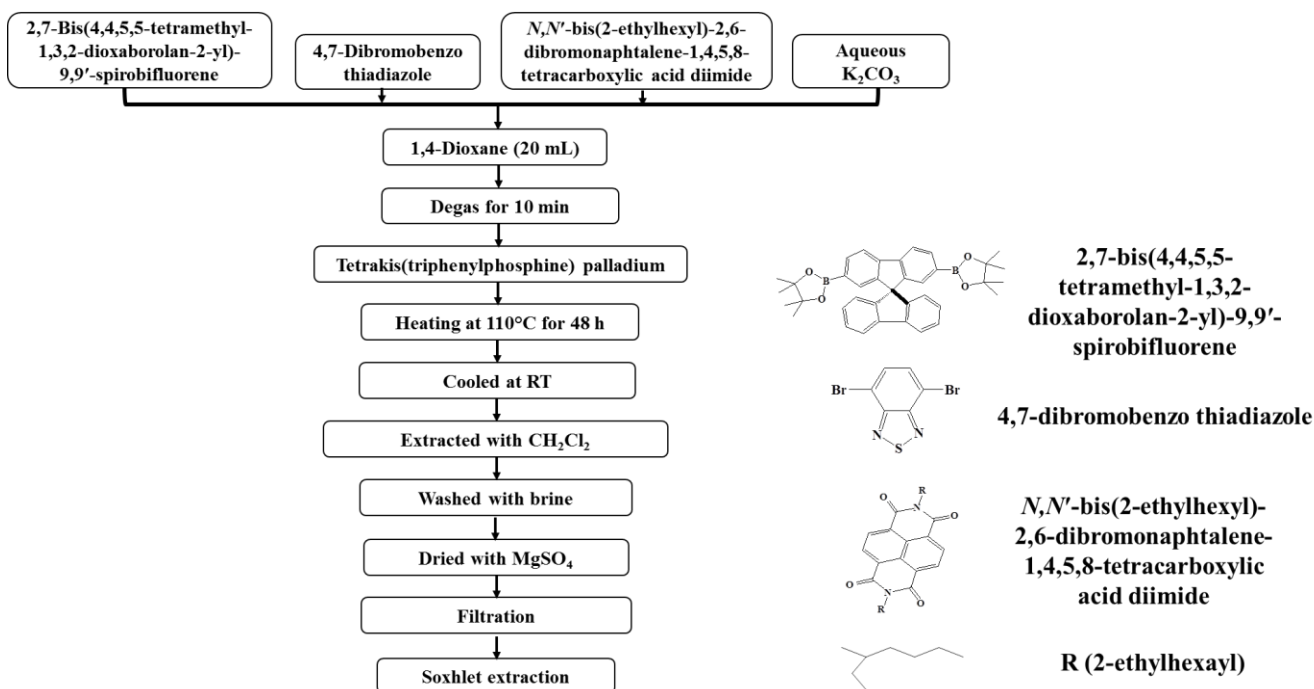 2,7-Bis(4,4,5,5-tetramethyl-
1,3,2-dioxaborolan-2-yl)-
9,9′-spirobifluorene
4,7-Dibromobenzo
thiadiazole
N,N′-bis(2-ethylhexyl)-2,6-
dibromonaphtalene-1,4,5,8-
tetracarboxylic acid diimide
Aqueous
K₂CO₃
1,4-Dioxane (20 mL)
Degas for 10 min
Tetrakis(triphenylphosphine) palladium
Heating at 110°C for 48 h
Cooled at RT
Extracted with CH₂Cl₂
Washed with brine
Dried with MgSO₄
Filtration
Soxhlet extraction
O
B
O
B
O
O
2,7-bis(4,4,5,5-
tetramethyl-1,3,2-
dioxaborolan-2-yl)-9,9′-
spirobifluorene
Br
Br
N
N
S
4,7-dibromobenzo thiadiazole
R
O
N
O
O
N
O
R
N,N′-bis(2-ethylhexyl)-
2,6-dibromonaphtalene-
1,4,5,8-tetracarboxylic
acid diimide
R (2-ethylhexayl)